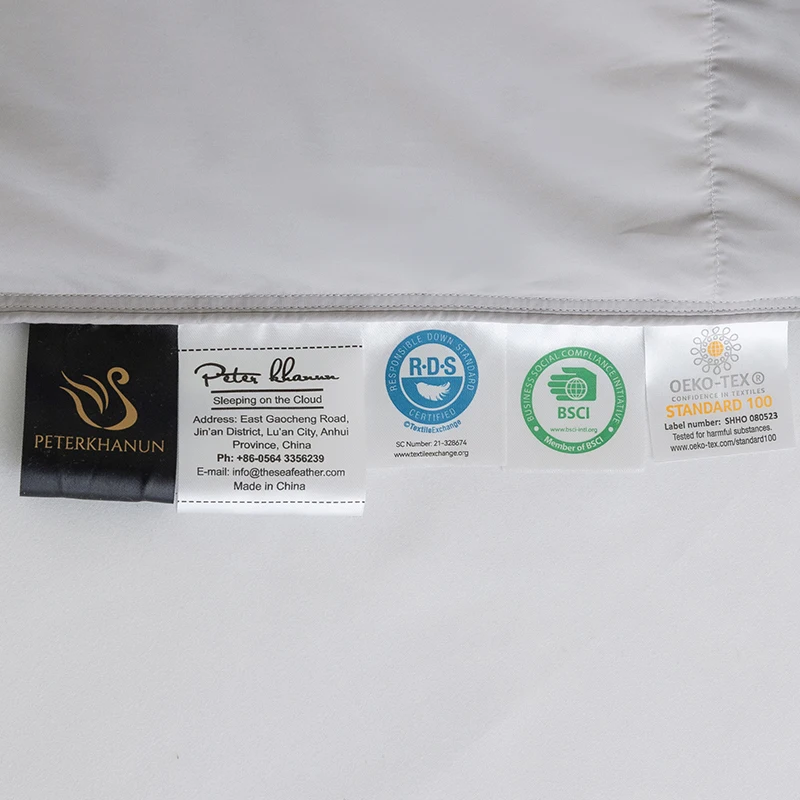 PETERKHANUN
Peter Khanun
Sleeping on the Cloud
Address: East Gaocheng Road,
Jin'an District, Lu'an City, Anhui
Province, China
Ph: +86-0564 3356239
E-mail: info@theseafeather.com
Made in China
RESPONSIBLE DOWN STANDARD
R·D·S
CERTIFIED
©TextileExchange
SC Number: 21-328674
www.textileexchange.org
BUSINESS SOCIAL COMPLIANCE INITIATIVE
BSCI
www.bsci-intl.org
Member of BSCI
OEKO-TEX®
CONFIDENCE IN TEXTILES
STANDARD 100
Label number: SHHO 080523
Tested for harmful substances.
www.oeko-tex.com/standard100